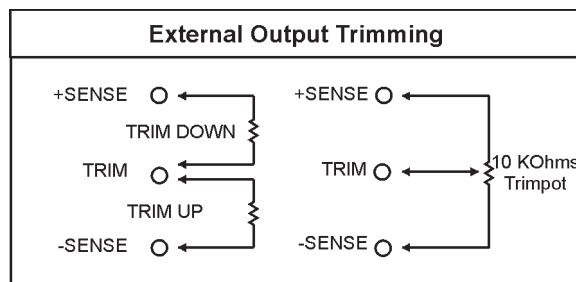 External Output Trimming
+SENSE
TRIM DOWN
TRIM
TRIM UP
-SENSE
+SENSE
TRIM
10 KOhms
Trimpot
-SENSE